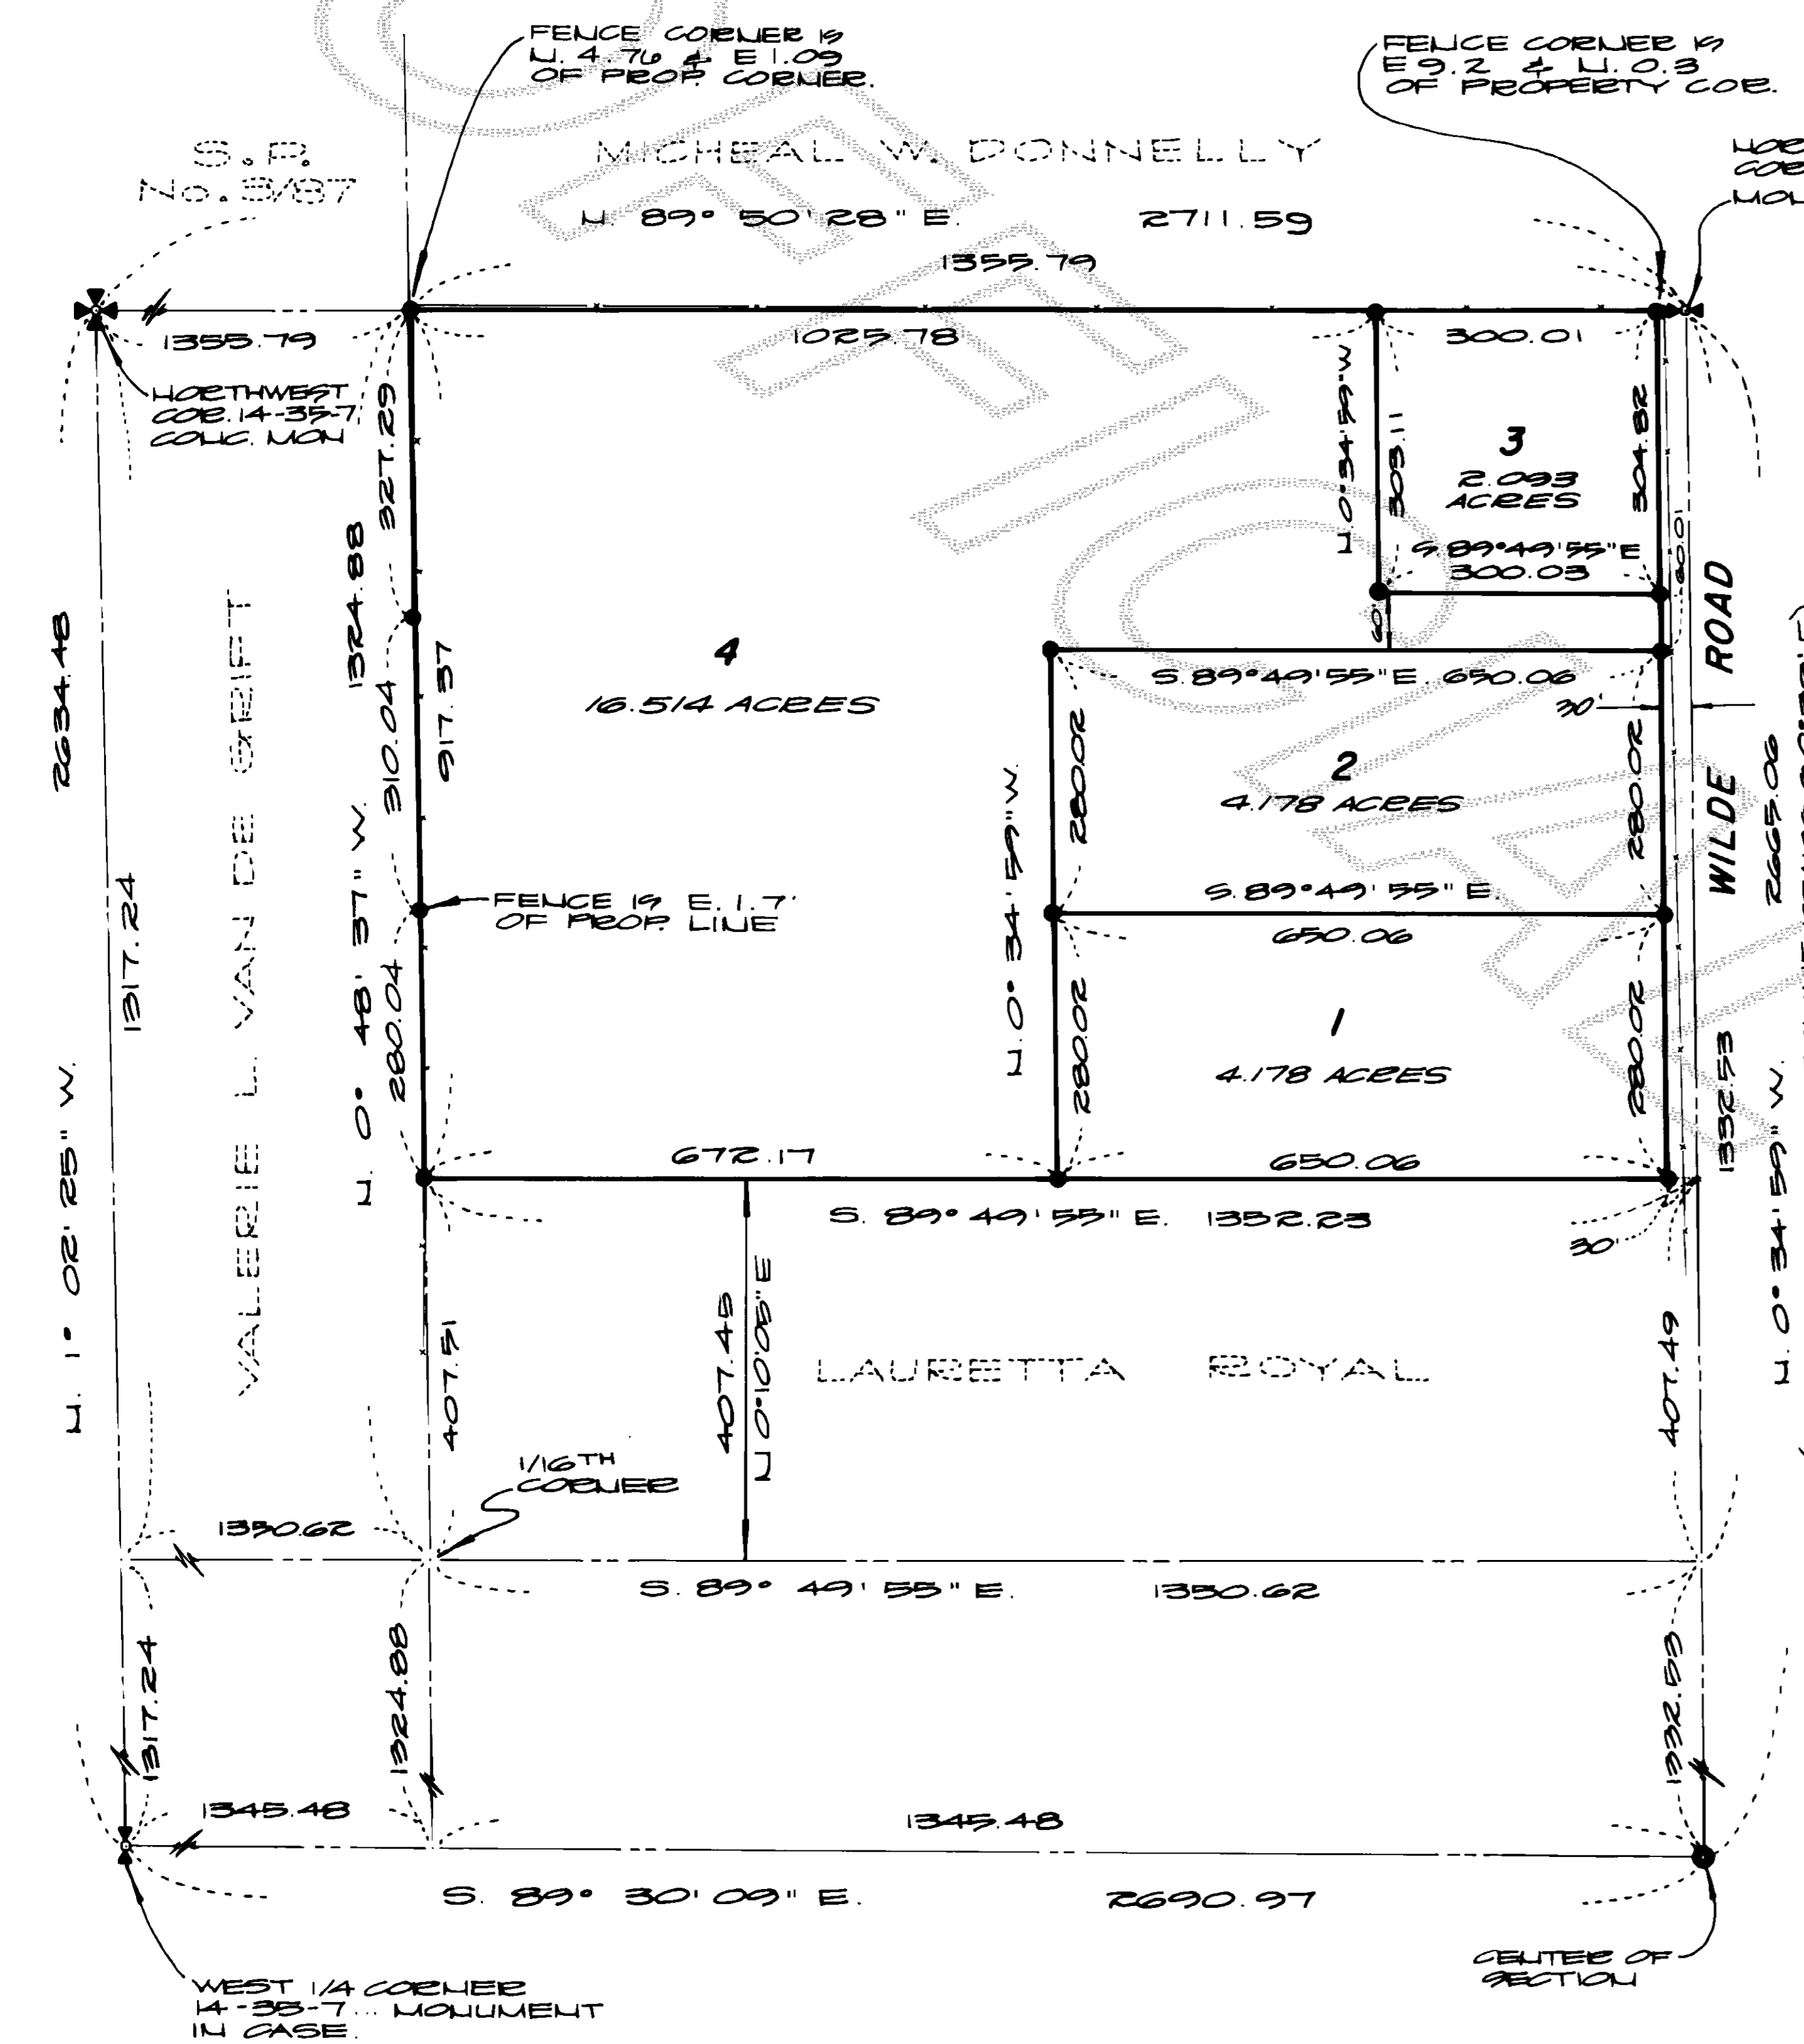 FENCE CORNER IS
N. 4.76 & E 1.09
OF PROP. CORNER.
FENCE CORNER IS
E 9.2 & N. 0.3
OF PROPERTY COR.
S.P.
No. 3/87
MICHEAL W. DONNELLY
N. 89° 50' 28" E. 2711.59
1355.79
1355.79
1025.78
300.01
NORTHWEST
COR. 14-35-7
CONC. MON
327.29
1324.88
N. 0° 34' 59" W
303.11
3
2.093
ACRES
304.82
S. 89° 49' 55" E
300.03
60.01
60'
ROAD
2634.48
VALERIE L. VAN DE GRIFT
310.04
917.37
4
16.514 ACRES
S. 89° 49' 55" E. 650.06
30'
280.02
280.02
2
4.178 ACRES
WILDE
2665.06
1317.24
N. 0° 48' 37" W.
FENCE IS E. 1.7'
OF PROP. LINE
N. 0° 34' 59" W.
S. 89° 49' 55" E.
650.06
280.04
280.02
280.02
1
4.178 ACRES
1332.53
N. 1° 02' 25" W.
672.17
650.06
S. 89° 49' 55" E. 1352.23
30'
N. 0° 34' 59" W.
407.51
407.45
N 0° 10' 05" E
LAURETTA ROYAL
407.49
1/16TH
CORNER
1350.62
S. 89° 49' 55" E. 1350.62
1317.24
1324.88
1332.53
1345.48
1345.48
S. 89° 30' 09" E. 2690.97
WEST 1/4 CORNER
14-35-7... MONUMENT
IN CASE.
CENTER OF
SECTION